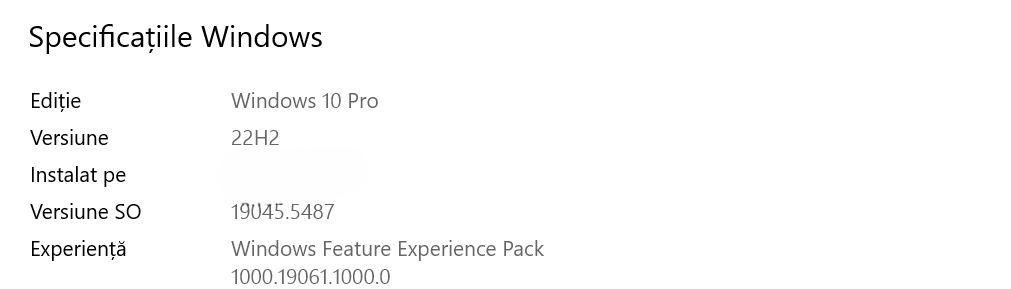 Specificațiile Windows
Ediție Windows 10 Pro
Versiune 22H2
Instalat pe
Versiune SO 19045.5487
Experiență Windows Feature Experience Pack
1000.19061.1000.0